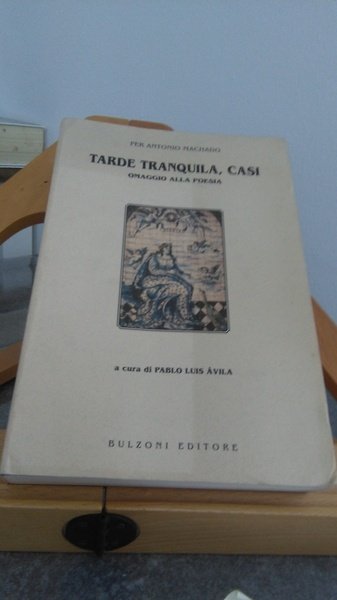 PER ANTONIO MACHADO
TARDE TRANQUILA, CASI
OMAGGIO ALLA POESIA
a cura di PABLO LUIS ÁVILA
BULZONI EDITORE